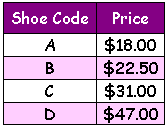 Shoe Code Price
A $18.00
B $22.50
C $31.00
D $47.00